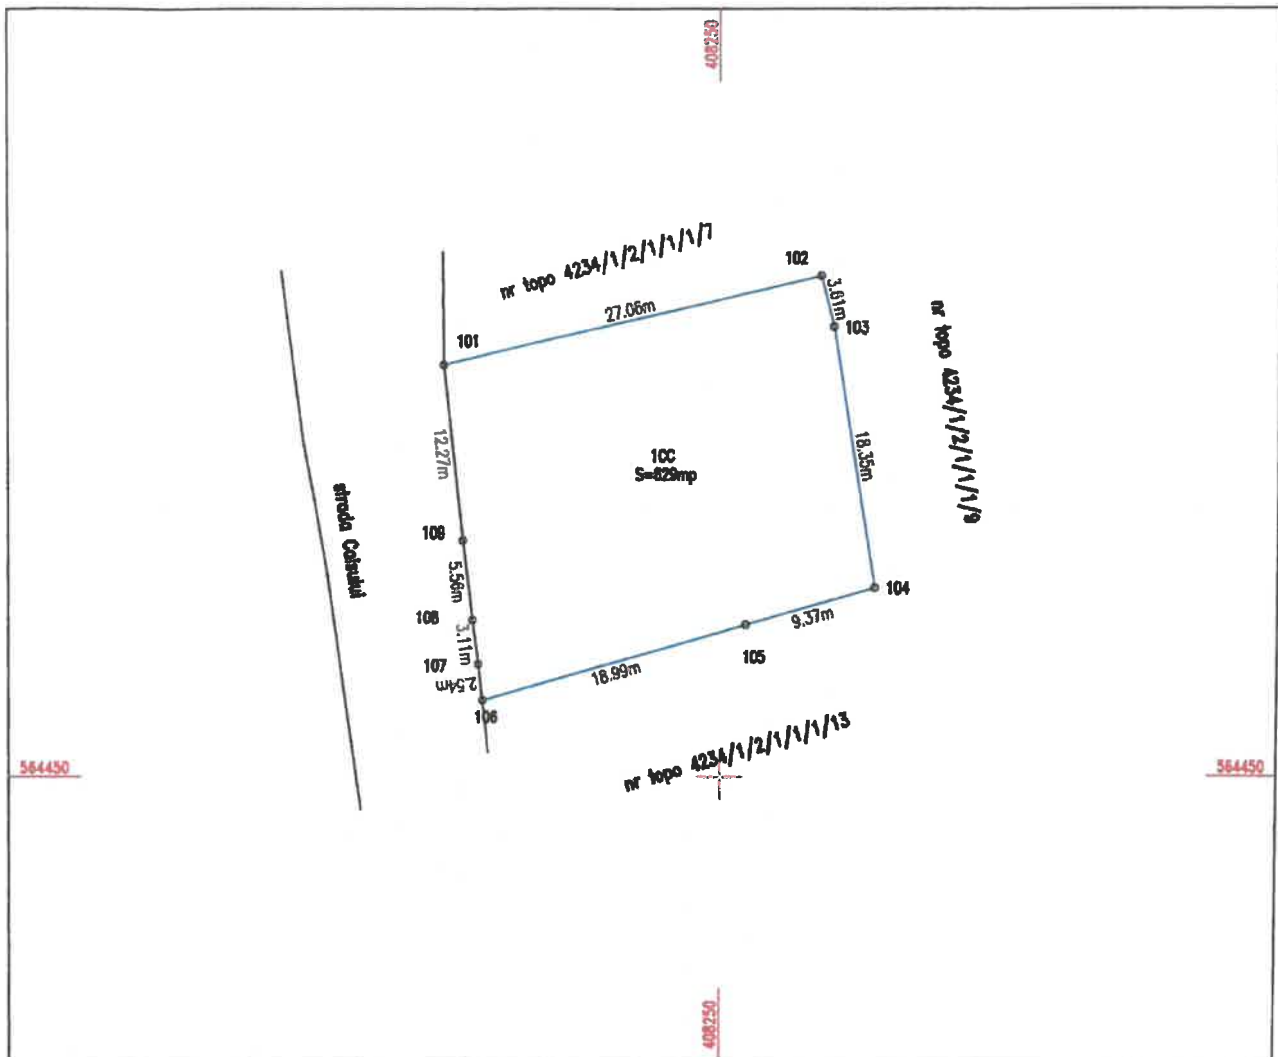 408250
nr topo 4234/1/2/1/1/1/7
102
27.06m
3.61m
103
nr topo 4234/1/2/1/1/1/9
101
12.27m
1CC
S=629mp
18.35m
strada Caisului
109
5.56m
108
3.11m
107
2.54m
106
104
9.37m
105
18.99m
nr topo 4234/1/2/1/1/1/13
564450
564450
408250